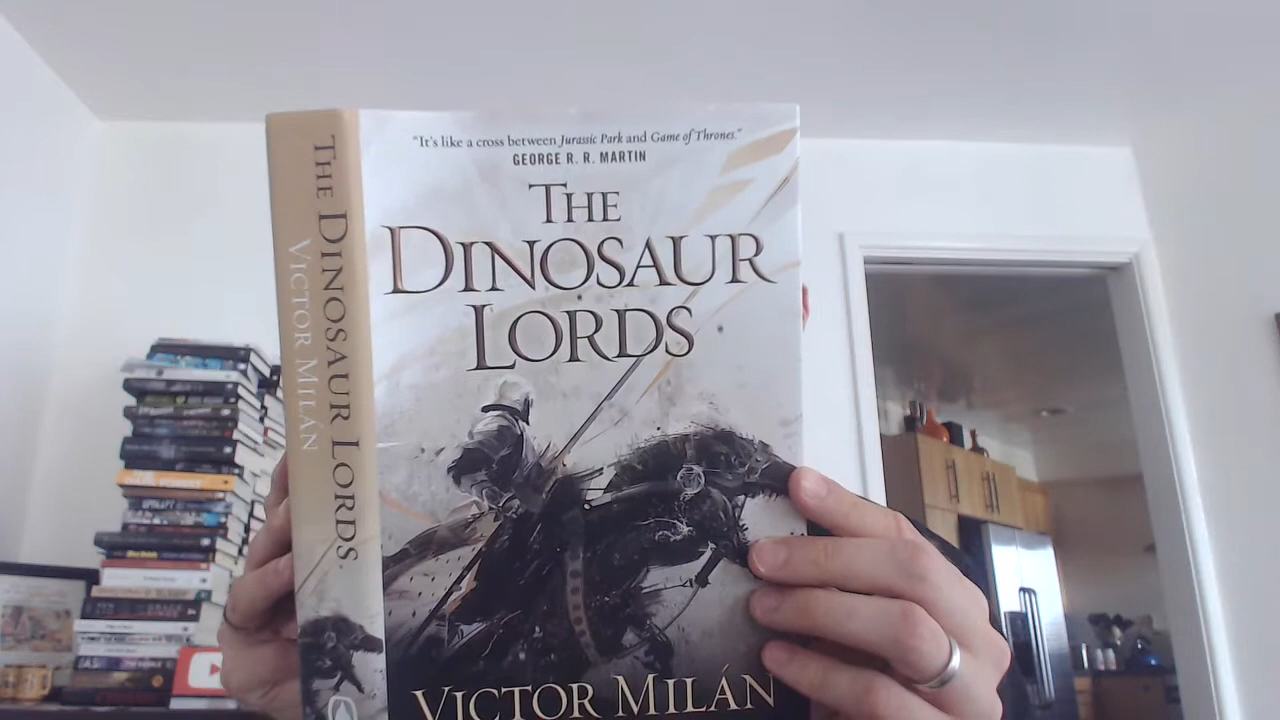 "It's like a cross between Jurassic Park and Game of Thrones."
GEORGE R. R. MARTIN
THE
DINOSAUR
LORDS
VICTOR MILÁN
THE DINOSAUR LORDS
VICTOR MILÁN